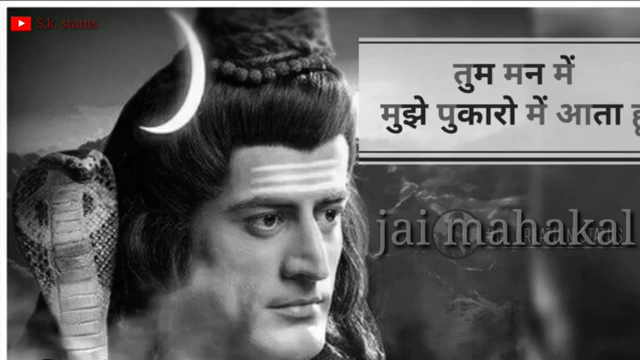 S.k. status
तुम मन में
मुझे पुकारो में आता
jai mahakal